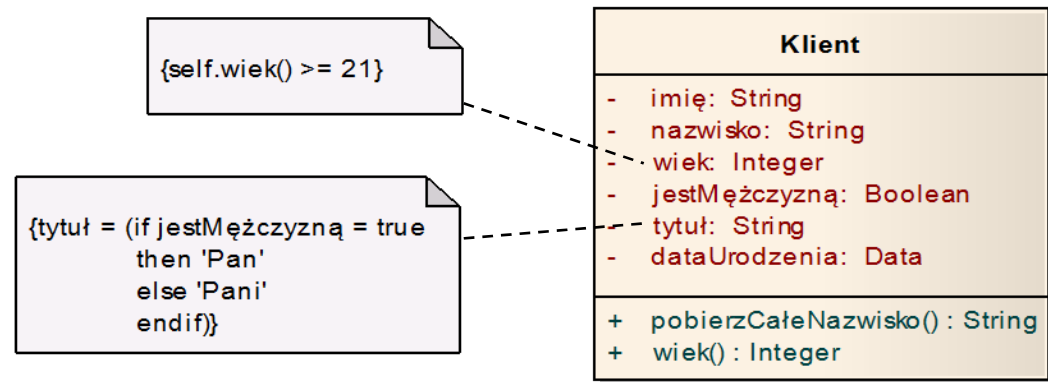 {self.wiek() >= 21}
{tytuł = (if jestMężczyzną = true
then 'Pan'
else 'Pani'
endif)}
Klient
- imię: String
- nazwisko: String
- wiek: Integer
- jestMężczyzną: Boolean
- tytuł: String
- dataUrodzenia: Data
+ pobierzCałeNazwisko() : String
+ wiek() : Integer